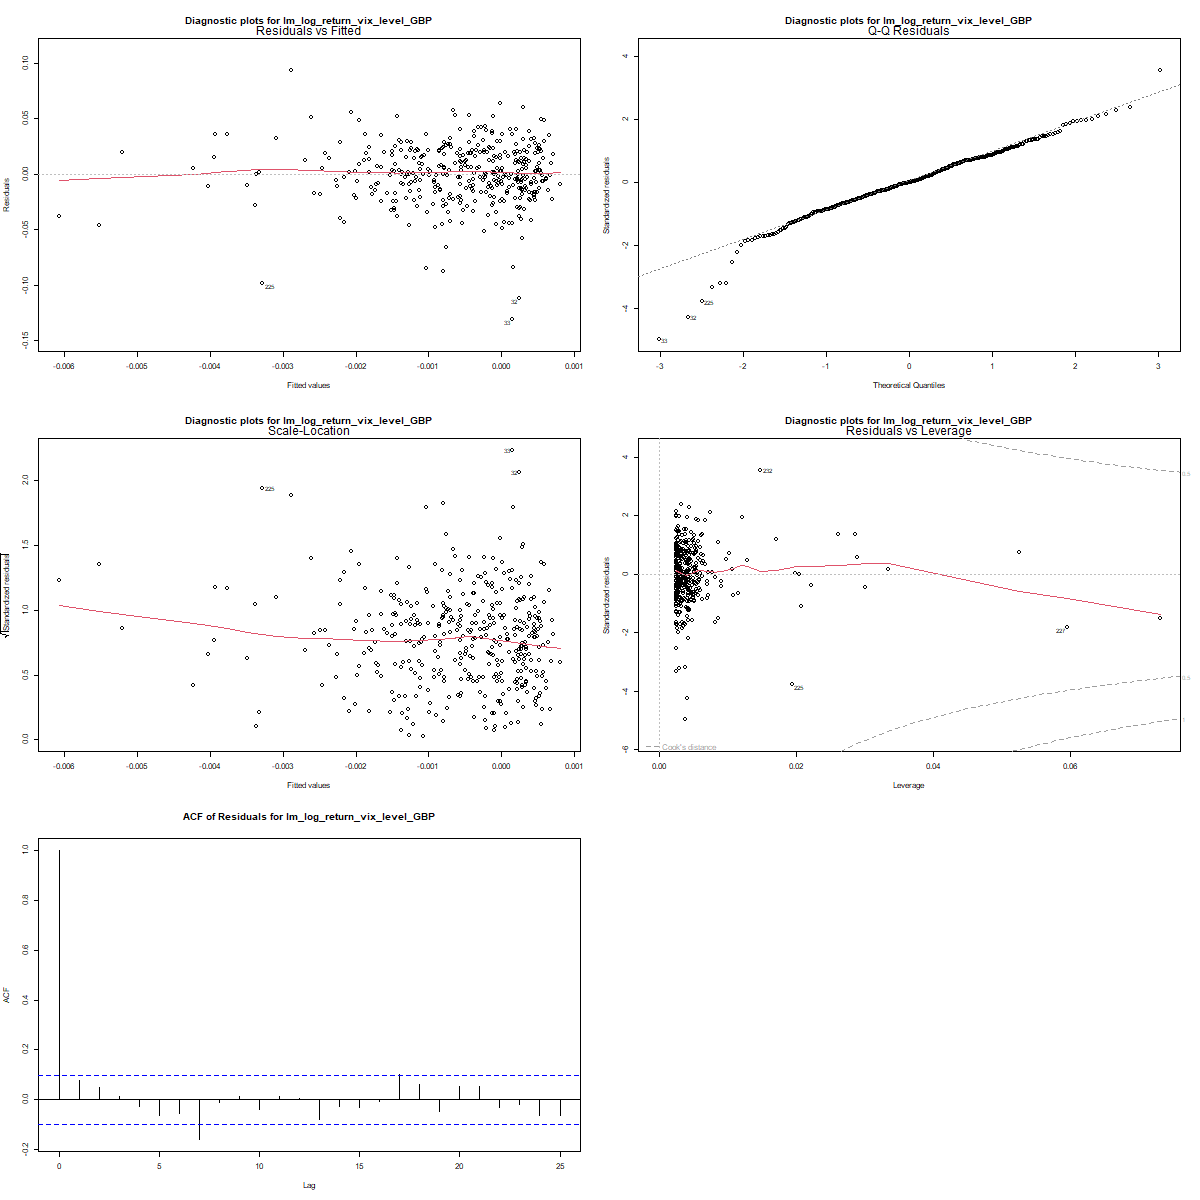 Diagnostic plots for lm_log_return_vix_level_GBP
Residuals vs Fitted
0.10
0.05
0.00
-0.05
-0.10
-0.15
Residuals
225
32
33
-0.006 -0.005 -0.004 -0.003 -0.002 -0.001 0.000 0.001
Fitted values
Diagnostic plots for lm_log_return_vix_level_GBP
Q-Q Residuals
4
2
0
-2
-4
Standardized residuals
225
32
33
-3 -2 -1 0 1 2 3
Theoretical Quantiles
Diagnostic plots for lm_log_return_vix_level_GBP
Scale-Location
2.0
1.5
1.0
0.5
0.0
√|Standardized residuals|
33
32
225
-0.006 -0.005 -0.004 -0.003 -0.002 -0.001 0.000 0.001
Fitted values
Diagnostic plots for lm_log_return_vix_level_GBP
Residuals vs Leverage
4
2
0
-2
-4
-6
Standardized residuals
232
227
225
0.5
0.5
1
Cook's distance
0.00 0.02 0.04 0.06
Leverage
ACF of Residuals for lm_log_return_vix_level_GBP
1.0
0.8
0.6
0.4
0.2
0.0
-0.2
ACF
0 5 10 15 20 25
Lag